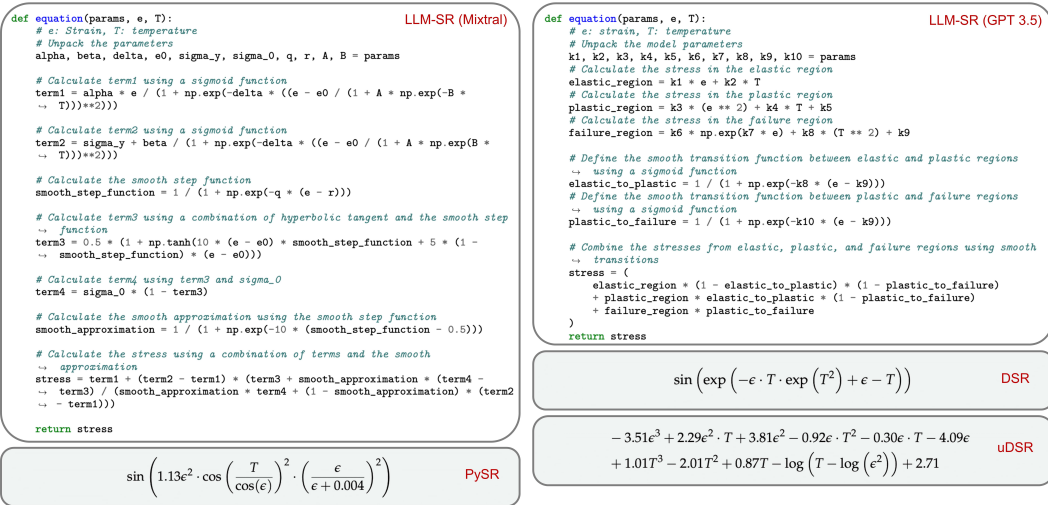 LLM-SR (Mixtral)
def equation(params, e, T):
# e: Strain, T: temperature
# Unpack the parameters
alpha, beta, delta, e0, sigma_y, sigma_0, q, r, A, B = params
# Calculate term1 using a sigmoid function
term1 = alpha * e / (1 + np.exp(-delta * ((e - e0 / (1 + A * np.exp(-B *
↪ T)))**2)))
# Calculate term2 using a sigmoid function
term2 = sigma_y + beta / (1 + np.exp(-delta * ((e - e0 / (1 + A * np.exp(B *
↪ T)))**2)))
# Calculate the smooth step function
smooth_step_function = 1 / (1 + np.exp(-q * (e - r)))
# Calculate term3 using a combination of hyperbolic tangent and the smooth step
↪ function
term3 = 0.5 * (1 + np.tanh(10 * (e - e0) * smooth_step_function + 5 * (1 -
↪ smooth_step_function) * (e - e0)))
# Calculate term4 using term3 and sigma_0
term4 = sigma_0 * (1 - term3)
# Calculate the smooth approximation using the smooth step function
smooth_approximation = 1 / (1 + np.exp(-10 * (smooth_step_function - 0.5)))
# Calculate the stress using a combination of terms and the smooth
↪ approximation
stress = term1 + (term2 - term1) * (term3 + smooth_approximation * (term4 -
↪ term3) / (smooth_approximation * term4 + (1 - smooth_approximation) * (term2
↪ - term1)))
return stress
sin(1.13ϵ² · cos(T/cos(ϵ))² · (ϵ/(ϵ + 0.004))²) PySR
LLM-SR (GPT 3.5)
def equation(params, e, T):
# e: strain, T: temperature
# Unpack the model parameters
k1, k2, k3, k4, k5, k6, k7, k8, k9, k10 = params
# Calculate the stress in the elastic region
elastic_region = k1 * e + k2 * T
# Calculate the stress in the plastic region
plastic_region = k3 * (e ** 2) + k4 * T + k5
# Calculate the stress in the failure region
failure_region = k6 * np.exp(k7 * e) + k8 * (T ** 2) + k9
# Define the smooth transition function between elastic and plastic regions
↪ using a sigmoid function
elastic_to_plastic = 1 / (1 + np.exp(-k8 * (e - k9)))
# Define the smooth transition function between plastic and failure regions
↪ using a sigmoid function
plastic_to_failure = 1 / (1 + np.exp(-k10 * (e - k9)))
# Combine the stresses from elastic, plastic, and failure regions using smooth
↪ transitions
stress = (
elastic_region * (1 - elastic_to_plastic) * (1 - plastic_to_failure)
+ plastic_region * elastic_to_plastic * (1 - plastic_to_failure)
+ failure_region * plastic_to_failure
)
return stress
sin(exp(−ϵ · T · exp(T²) + ϵ − T)) DSR
− 3.51ϵ³ + 2.29ϵ² · T + 3.81ϵ² − 0.92ϵ · T² − 0.30ϵ · T − 4.09ϵ
+ 1.01T³ − 2.01T² + 0.87T − log(T − log(ϵ²)) + 2.71
uDSR